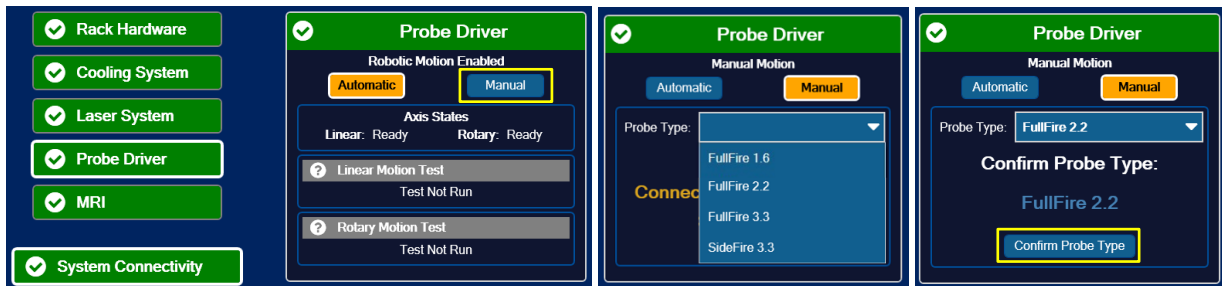 Rack Hardware
Cooling System
Laser System
Probe Driver
MRI
System Connectivity
Probe Driver
Robotic Motion Enabled
Automatic Manual
Axis States
Linear: Ready Rotary: Ready
? Linear Motion Test
Test Not Run
? Rotary Motion Test
Test Not Run
Probe Driver
Manual Motion
Automatic Manual
Probe Type:
FullFire 1.6
FullFire 2.2
FullFire 3.3
SideFire 3.3
Connec
Probe Driver
Manual Motion
Automatic Manual
Probe Type: FullFire 2.2
Confirm Probe Type:
FullFire 2.2
Confirm Probe Type